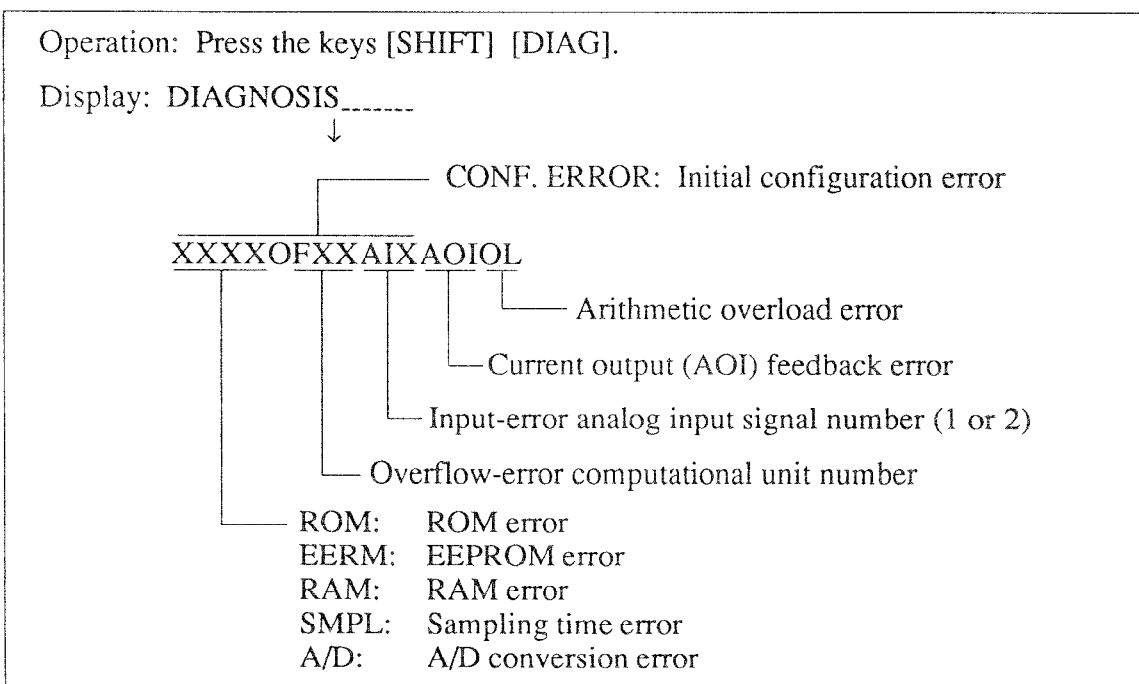 Operation: Press the keys [SHIFT] [DIAG].
Display: DIAGNOSIS_______
↓
CONF. ERROR: Initial configuration error
XXXXOFXXAIXAOIOL
Arithmetic overload error
Current output (AOI) feedback error
Input-error analog input signal number (1 or 2)
Overflow-error computational unit number
ROM: ROM error
EERM: EEPROM error
RAM: RAM error
SMPL: Sampling time error
A/D: A/D conversion error